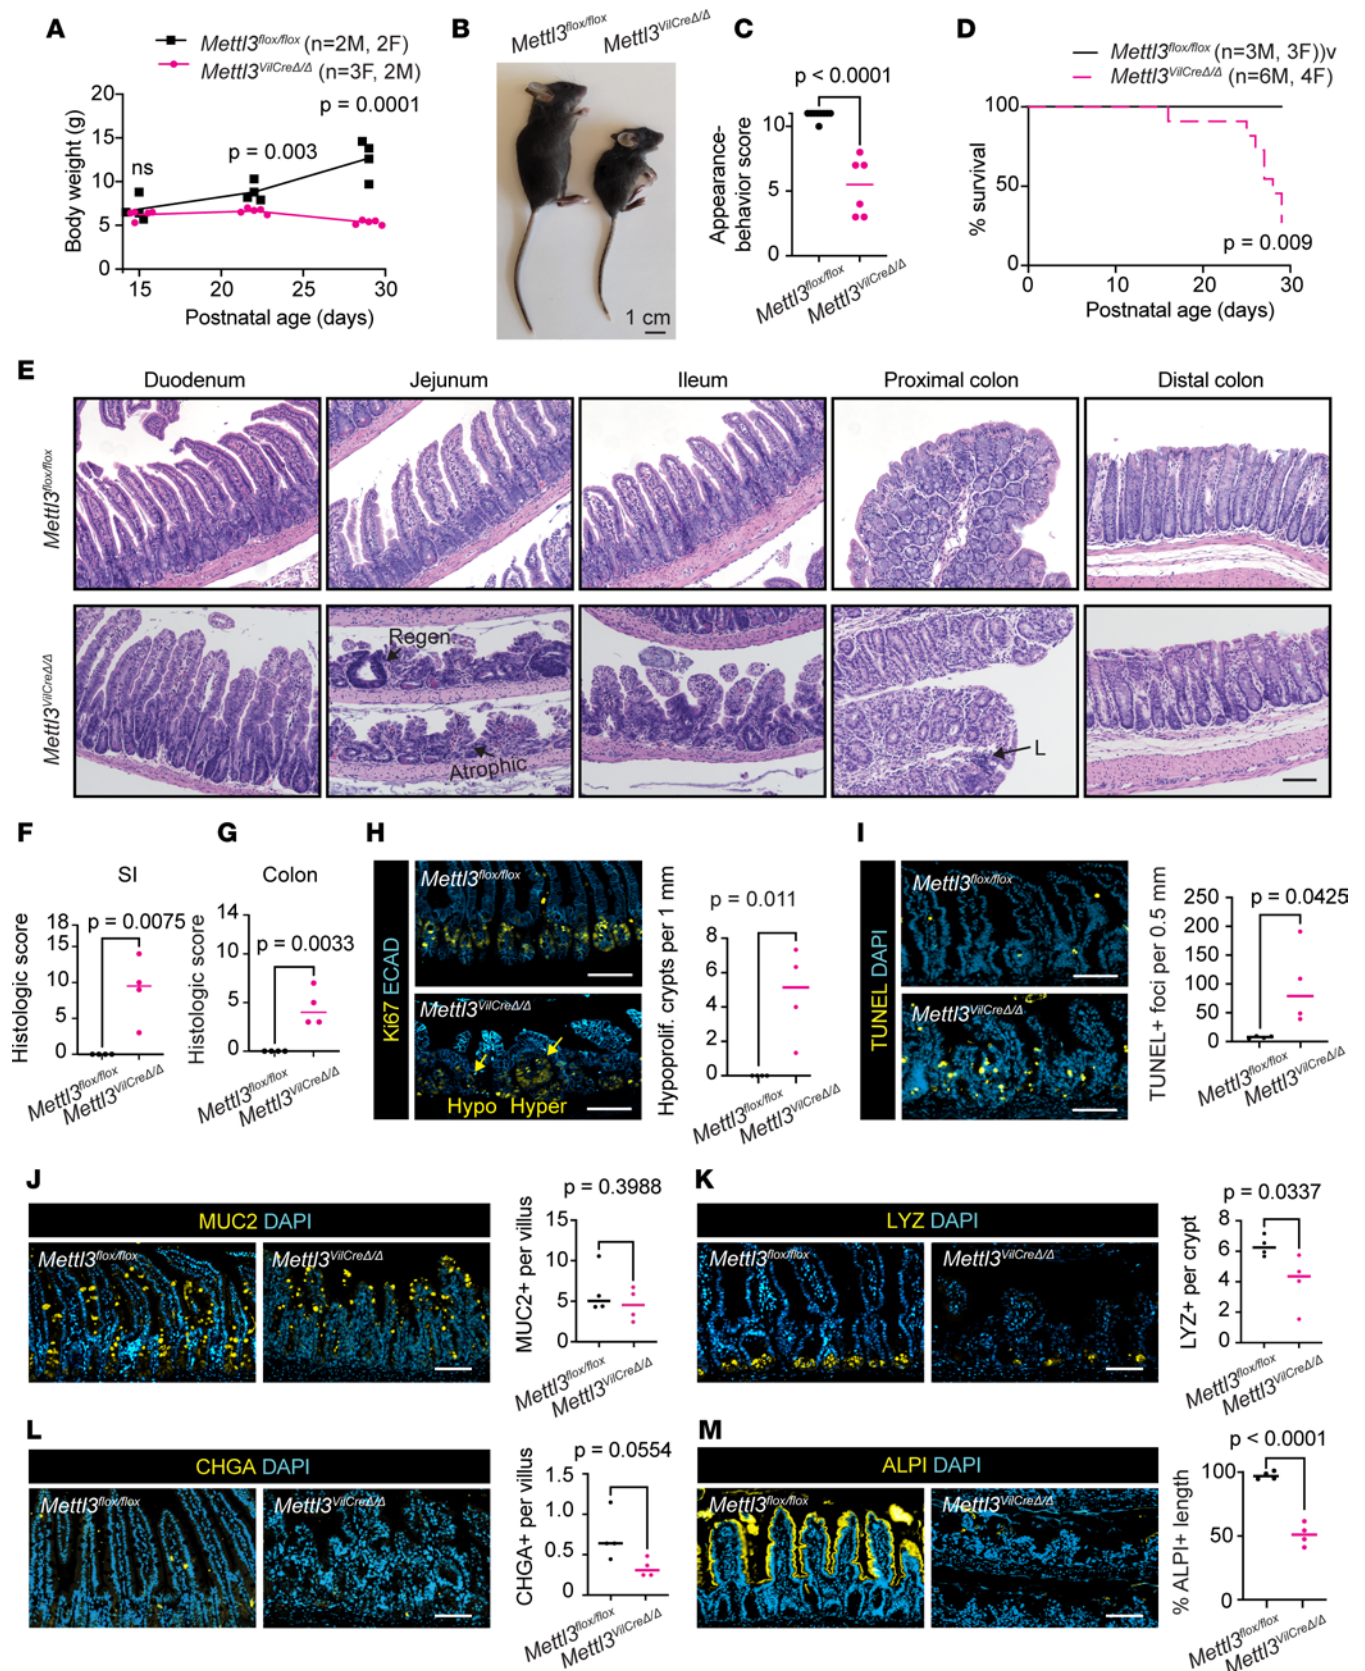 A
Mettl3flox/flox (n=2M, 2F)
Mettl3VilCreΔ/Δ (n=3F, 2M)
p = 0.0001
p = 0.003
ns
Body weight (g)
20
15
10
5
0
15 20 25 30
Postnatal age (days)
B
Mettl3flox/flox
Mettl3VilCreΔ/Δ
1 cm
C
p < 0.0001
Appearance-
behavior score
10
5
0
Mettl3flox/flox
Mettl3VilCreΔ/Δ
D
Mettl3flox/flox (n=3M, 3F))v
Mettl3VilCreΔ/Δ (n=6M, 4F)
% survival
100
50
0
p = 0.009
0 10 20 30
Postnatal age (days)
E
Duodenum Jejunum Ileum Proximal colon Distal colon
Mettl3flox/flox
Mettl3VilCreΔ/Δ
Regen
Atrophic
L
F
SI
p = 0.0075
Histologic score
18
15
10
5
0
Mettl3flox/flox
Mettl3VilCreΔ/Δ
G
Colon
p = 0.0033
Histologic score
14
10
5
0
Mettl3flox/flox
Mettl3VilCreΔ/Δ
H
Ki67 ECAD
Mettl3flox/flox
Mettl3VilCreΔ/Δ
Hypo Hyper
p = 0.011
Hypoprolif. crypts per 1 mm
8
6
4
2
0
Mettl3flox/flox
Mettl3VilCreΔ/Δ
I
TUNEL DAPI
Mettl3flox/flox
Mettl3VilCreΔ/Δ
p = 0.0425
TUNEL+ foci per 0.5 mm
250
200
150
100
50
0
Mettl3flox/flox
Mettl3VilCreΔ/Δ
J
MUC2 DAPI
Mettl3flox/flox
Mettl3VilCreΔ/Δ
p = 0.3988
MUC2+ per villus
15
10
5
0
Mettl3flox/flox
Mettl3VilCreΔ/Δ
K
LYZ DAPI
Mettl3flox/flox
Mettl3VilCreΔ/Δ
p = 0.0337
LYZ+ per crypt
8
6
4
2
0
Mettl3flox/flox
Mettl3VilCreΔ/Δ
L
CHGA DAPI
Mettl3flox/flox
Mettl3VilCreΔ/Δ
p = 0.0554
CHGA+ per villus
1.5
1.0
0.5
0
Mettl3flox/flox
Mettl3VilCreΔ/Δ
M
ALPI DAPI
Mettl3flox/flox
Mettl3VilCreΔ/Δ
p < 0.0001
% ALPI+ length
100
50
0
Mettl3flox/flox
Mettl3VilCreΔ/Δ